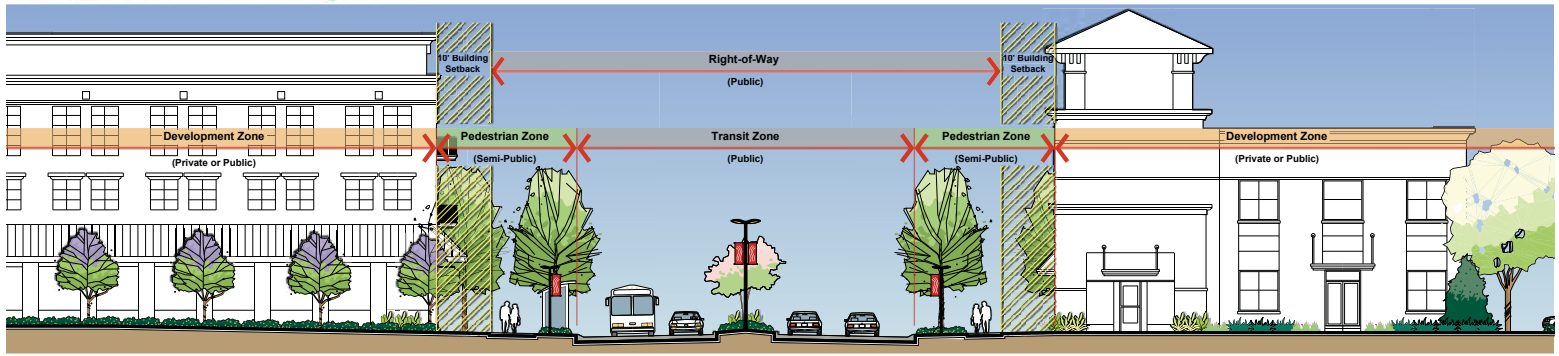 10' Building
Setback
Right-of-Way
(Public)
10' Building
Setback
Development Zone
(Private or Public)
Pedestrian Zone
(Semi-Public)
Transit Zone
(Public)
Pedestrian Zone
(Semi-Public)
Development Zone
(Private or Public)